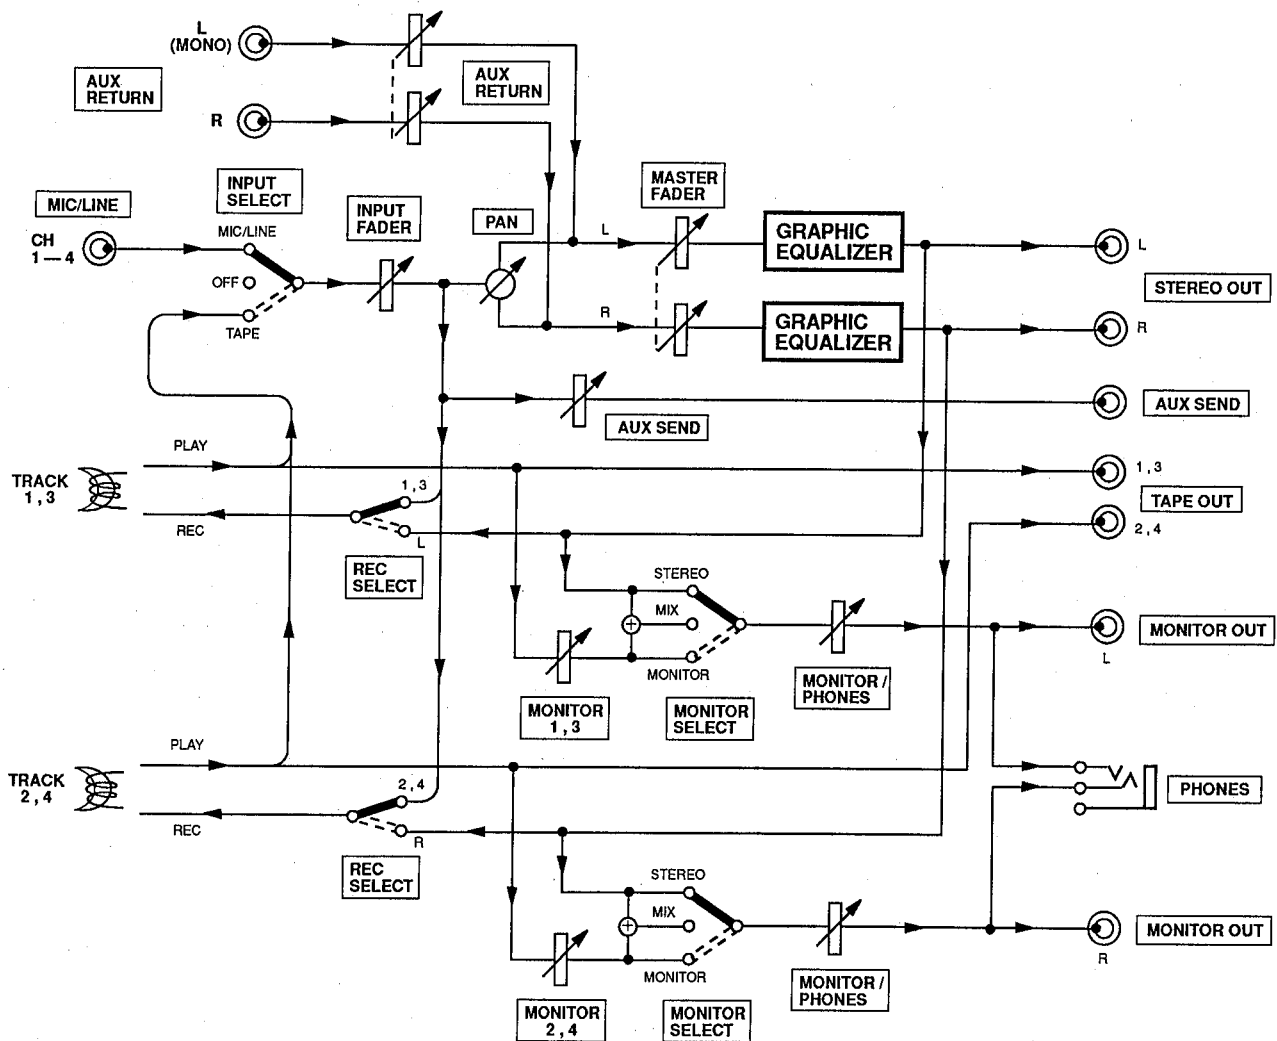 L
(MONO)
AUX
RETURN
AUX
RETURN
R
MIC/LINE
INPUT
SELECT
INPUT
FADER
PAN
MASTER
FADER
CH
1—4
MIC/LINE
OFF
TAPE
L
R
GRAPHIC
EQUALIZER
GRAPHIC
EQUALIZER
L
STEREO OUT
R
AUX SEND
AUX SEND
PLAY
TRACK
1,3
REC
1,3
L
REC
SELECT
1,3
TAPE OUT
2,4
STEREO
MIX
MONITOR
MONITOR
1,3
MONITOR
SELECT
MONITOR /
PHONES
MONITOR OUT
L
PLAY
TRACK
2,4
REC
2,4
R
REC
SELECT
PHONES
STEREO
MIX
MONITOR
MONITOR
2,4
MONITOR
SELECT
MONITOR /
PHONES
MONITOR OUT
R